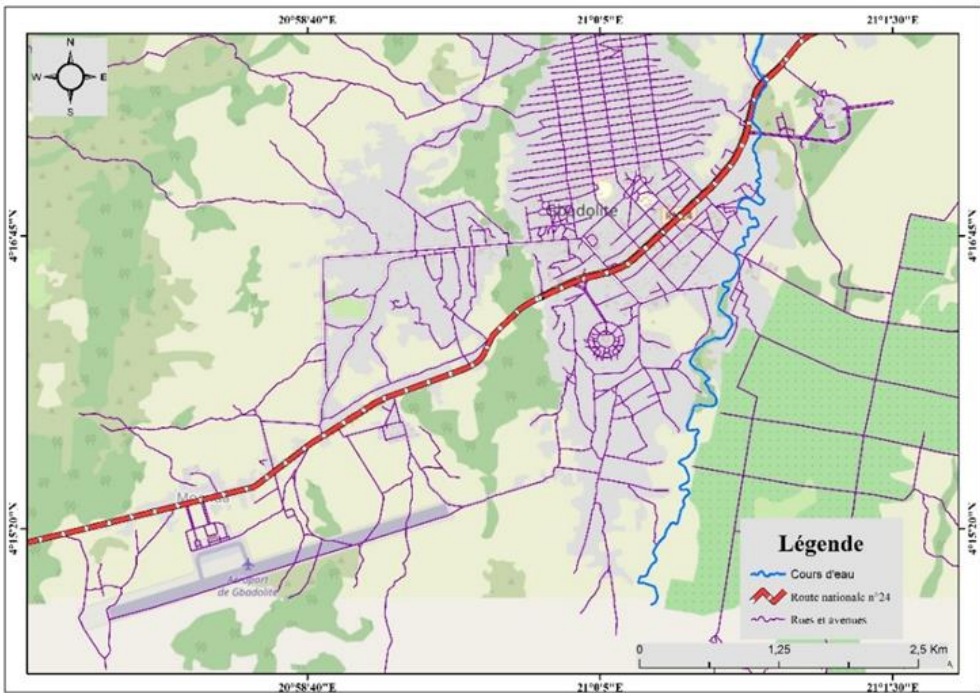 20°58'40"E 21°0'5"E 21°1'30"E
N
W E
S
4°16'45"N 4°16'45"N
Gbadolite
4°15'20"N 4°15'20"N
Aéroport
de Gbadolite
Légende
Cours d'eau
Route nationale n°24
Rues et avenues
0 1,25 2,5 Km
20°58'40"E 21°0'5"E 21°1'30"E